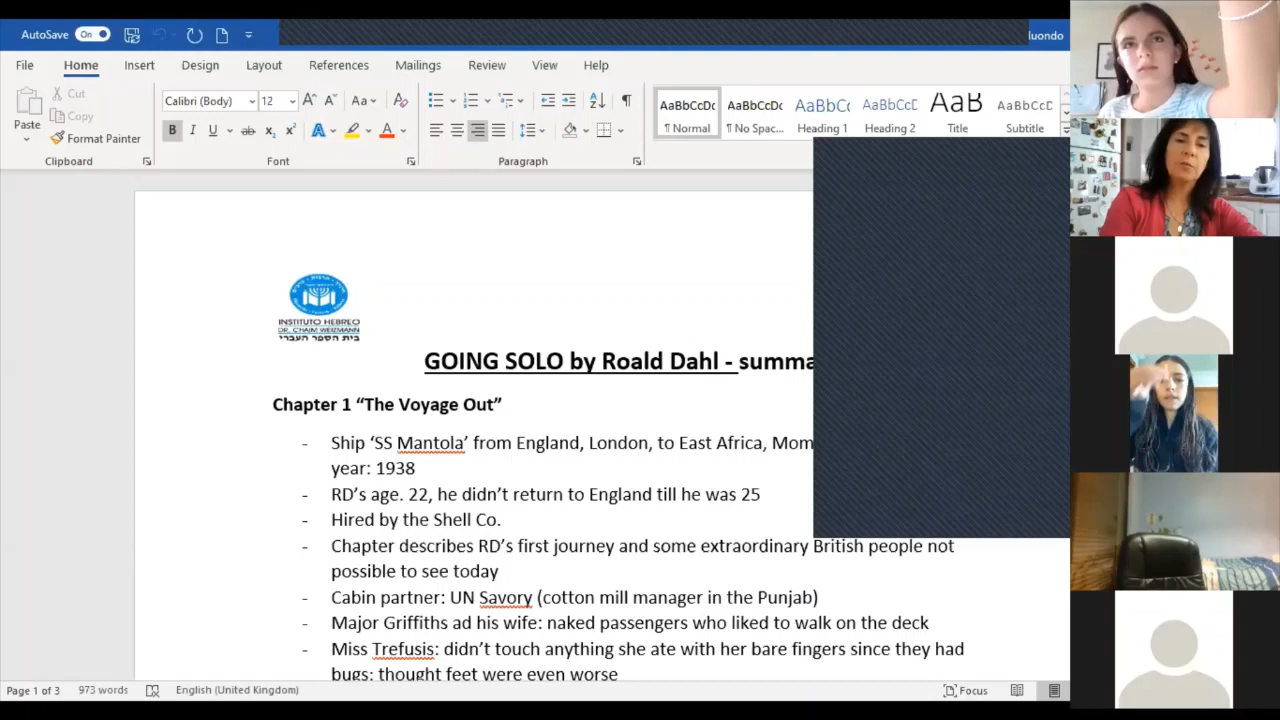 AutoSave On
luondo
File Home Insert Design Layout References Mailings Review View Help
Paste
Cut
Copy
Format Painter
Clipboard
Calibri (Body) 12
Font
Paragraph
AaBbCcDc AaBbCcDc AaBbCc AaBbCcD AaB AaBbCcD
¶ Normal ¶ No Spac... Heading 1 Heading 2 Title Subtitle
INSTITUTO HEBREO
DR. CHAIM WEIZMANN
בית הספר העברי
GOING SOLO by Roald Dahl - summa
Chapter 1 “The Voyage Out”
- Ship ‘SS Mantola’ from England, London, to East Africa, Mom
year: 1938
- RD’s age. 22, he didn’t return to England till he was 25
- Hired by the Shell Co.
- Chapter describes RD’s first journey and some extraordinary British people not
possible to see today
- Cabin partner: UN Savory (cotton mill manager in the Punjab)
- Major Griffiths ad his wife: naked passengers who liked to walk on the deck
- Miss Trefusis: didn’t touch anything she ate with her bare fingers since they had
bugs: thought feet were even worse
Page 1 of 3 973 words English (United Kingdom) Focus